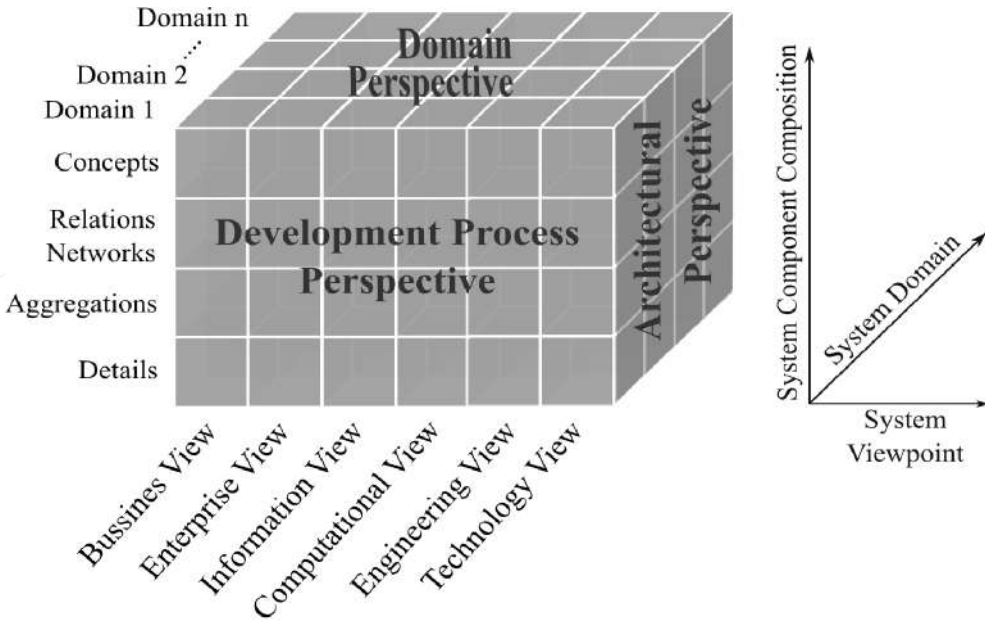 Domain n
Domain 2
Domain 1
Domain
Perspective
Concepts
Relations
Networks
Aggregations
Details
Development Process
Perspective
Architectural
Perspective
Bussines View
Enterprise View
Information View
Computational View
Engineering View
Technology View
System Component Composition
System Domain
System
Viewpoint